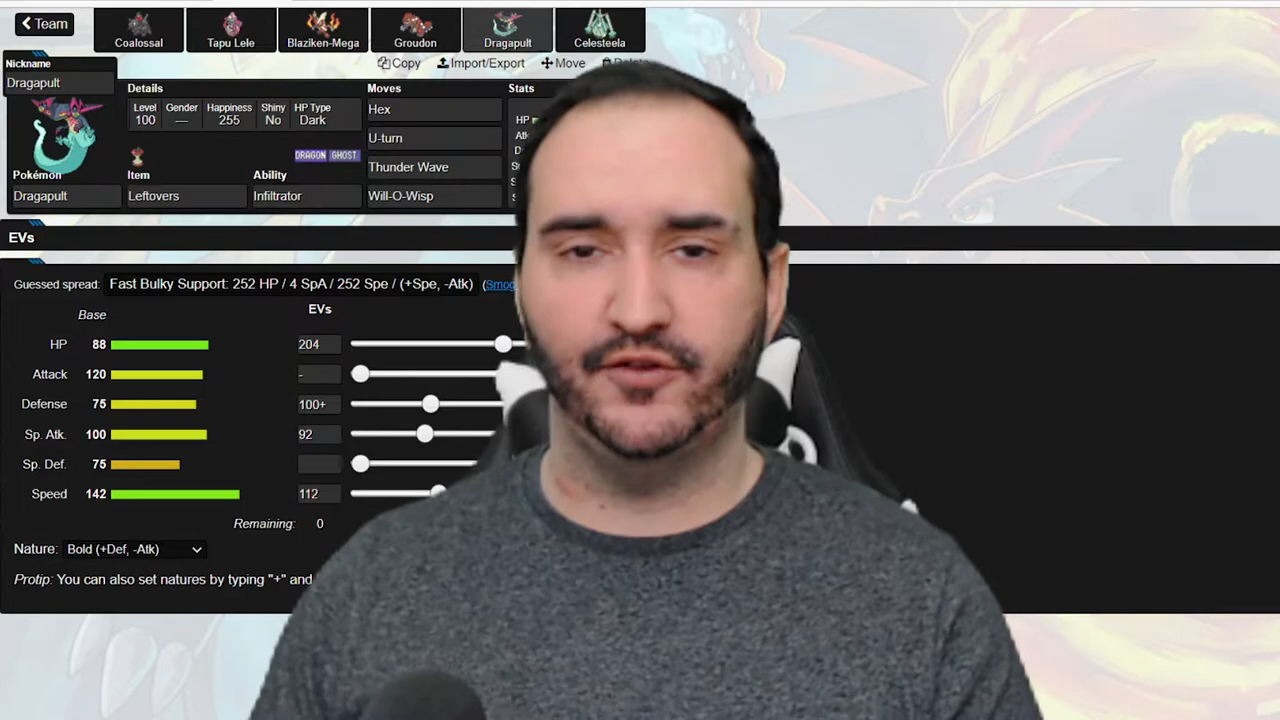 Team
Coalossal
Tapu Lele
Blaziken-Mega
Groudon
Dragapult
Celesteela
Copy Import/Export Move Delete
Nickname
Dragapult
Details
Level Gender Happiness Shiny HP Type
100 — 255 No Dark
DRAGON GHOST
Pokémon Item Ability
Dragapult Leftovers Infiltrator
Moves
Hex
U-turn
Thunder Wave
Will-O-Wisp
Stats
HP
EVs
Guessed spread: Fast Bulky Support: 252 HP / 4 SpA / 252 Spe / (+Spe, -Atk) (Smog
Base EVs
HP 88 204
Attack 120 -
Defense 75 100+
Sp. Atk. 100 92
Sp. Def. 75
Speed 142 112
Remaining: 0
Nature: Bold (+Def, -Atk)
Protip: You can also set natures by typing "+" and